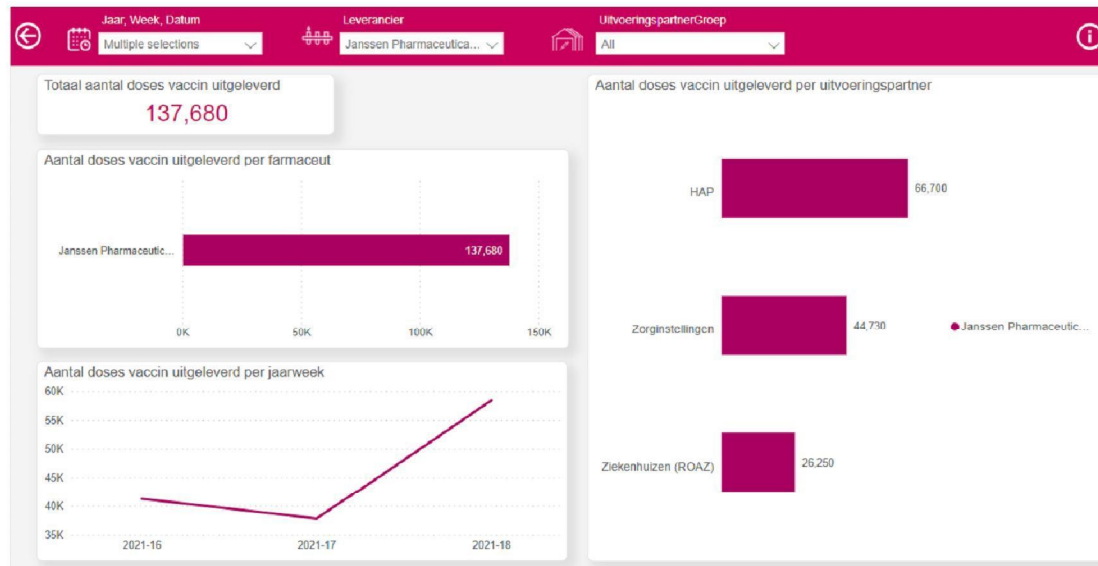 Jaar, Week, Datum
Multiple selections
Leverancier
Janssen Pharmaceutica...
UitvoeringspartnerGroep
All
Totaal aantal doses vaccin uitgeleverd
137,680
Aantal doses vaccin uitgeleverd per farmaceut
Janssen Pharmaceutic...
137,680
0K
50K
100K
150K
Aantal doses vaccin uitgeleverd per jaarweek
60K
55K
50K
45K
40K
35K
2021-16
2021-17
2021-18
Aantal doses vaccin uitgeleverd per uitvoeringspartner
HAP
66,700
Zorginstellingen
44,730
Janssen Pharmaceutic...
Ziekenhuizen (ROAZ)
26,250